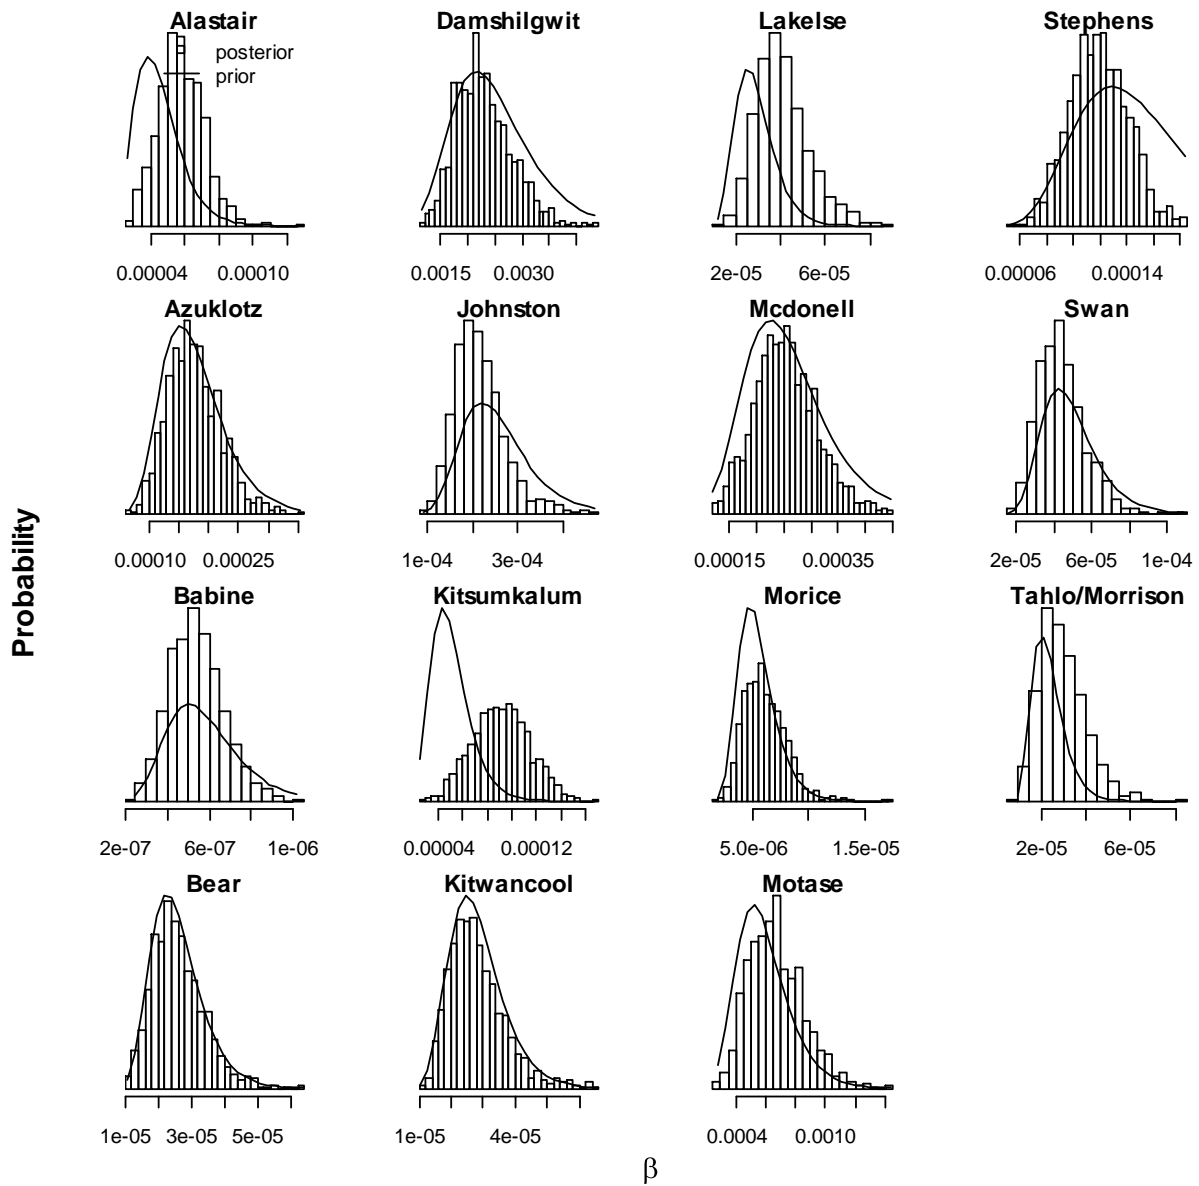 Alastair Damshilgwit Lakelse Stephens
posterior
prior
0.00004 0.00010 0.0015 0.0030 2e-05 6e-05 0.00006 0.00014
Azuklotz Johnston Mcdonell Swan
0.00010 0.00025 1e-04 3e-04 0.00015 0.00035 2e-05 6e-05 1e-04
Probability
Babine Kitsumkalum Morice Tahlo/Morrison
2e-07 6e-07 1e-06 0.00004 0.00012 5.0e-06 1.5e-05 2e-05 6e-05
Bear Kitwancool Motase
1e-05 3e-05 5e-05 1e-05 4e-05 0.0004 0.0010
β